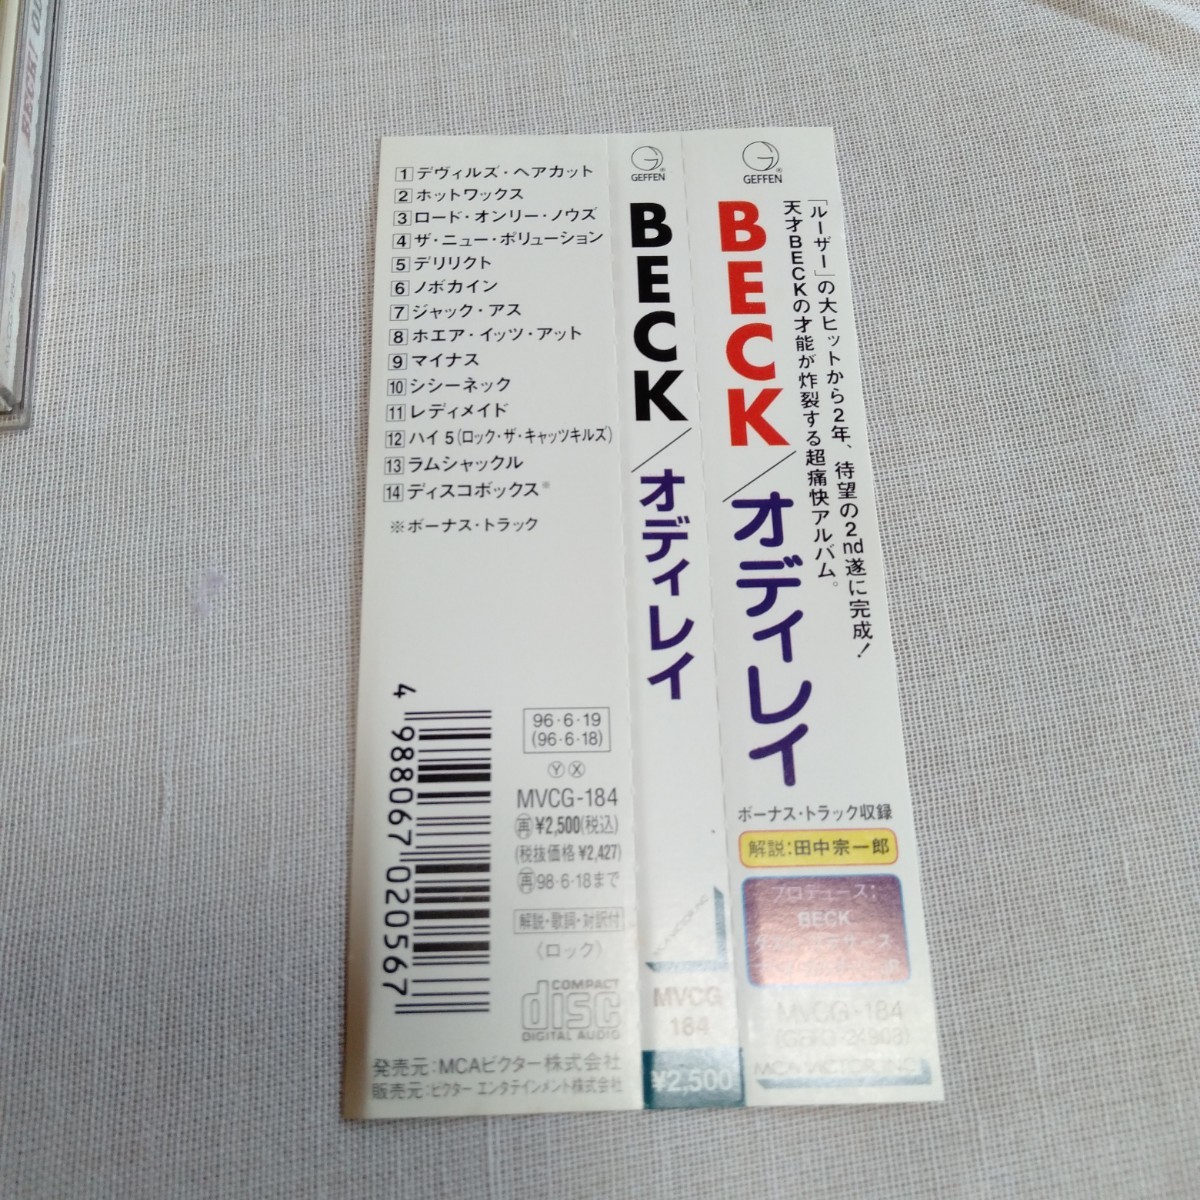 BECK! OD
1 デヴィルズ・ヘアカット
2 ホットワックス
3 ロード・オンリー・ノウズ
4 ザ・ニュー・ポリューション
5 デリリクト
6 ノボカイン
7 ジャック・アス
8 ホエア・イッツ・アット
9 マイナス
10 シシーネック
11 レディメイド
12 ハイ 5 (ロック・ザ・キャッツキルズ)
13 ラムシャックル
14 ディスコボックス※
※ボーナス・トラック
4 988067 020567
96・6・19
(96・6・18)
Ⓨ Ⓧ
MVCG-184
再 ¥2,500(税込)
(税抜価格 ¥2,427)
再 98・6・18まで
解説・歌詞・対訳付
(ロック)
COMPACT
disc
DIGITAL AUDIO
発売元:MCAビクター株式会社
販売元:ビクター エンタテインメント株式会社
GEFFEN
BECK/オディレイ
MCA VICTOR, INC.
MVCG
184
¥2,500
GEFFEN
「ルーザー」の大ヒットから2年、待望の2nd遂に完成!
天才BECKの才能が炸裂する超痛快アルバム。
BECK/オディレイ
ボーナス・トラック収録
解説:田中宗一郎
プロデュース:
BECK
MVCG-184
MCA VICTOR, INC.